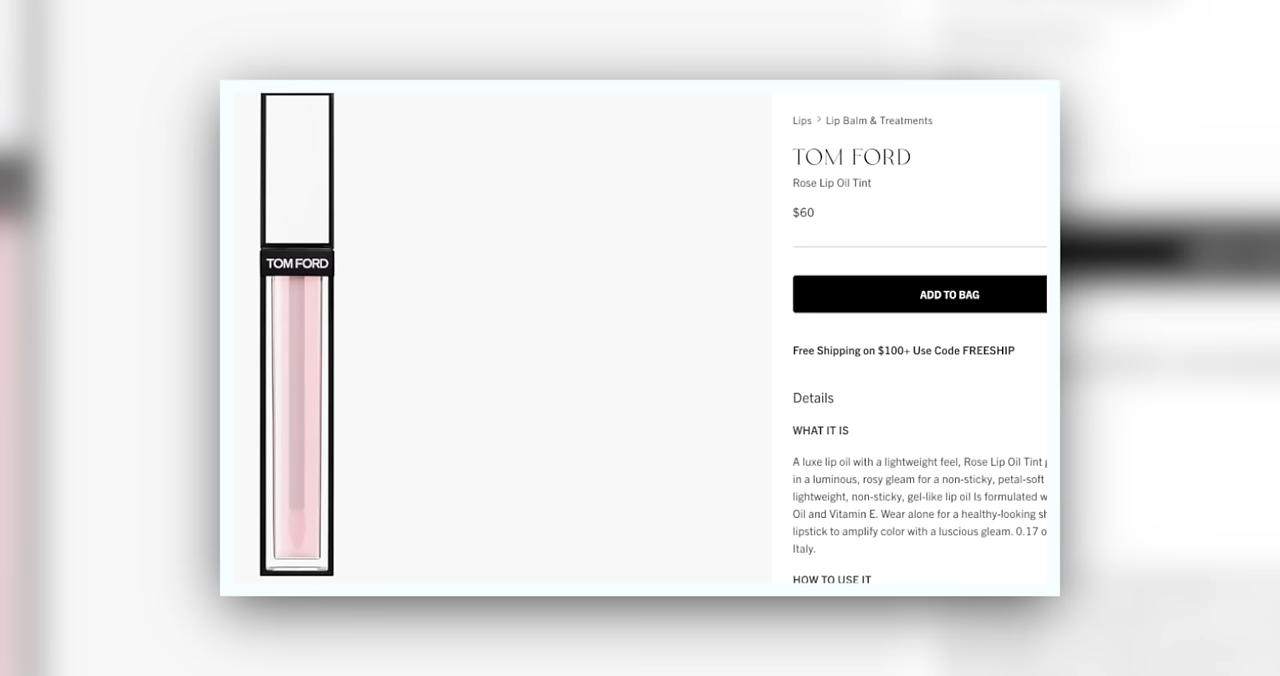 TOM FORD
Lips > Lip Balm & Treatments
TOM FORD
Rose Lip Oil Tint
$60
ADD TO BAG
Free Shipping on $100+ Use Code FREESHIP
Details
WHAT IT IS
A luxe lip oil with a lightweight feel, Rose Lip Oil Tint
in a luminous, rosy gleam for a non-sticky, petal-soft
lightweight, non-sticky, gel-like lip oil Is formulated
Oil and Vitamin E. Wear alone for a healthy-looking
lipstick to amplify color with a luscious gleam. 0.17
Italy.
HOW TO USE IT